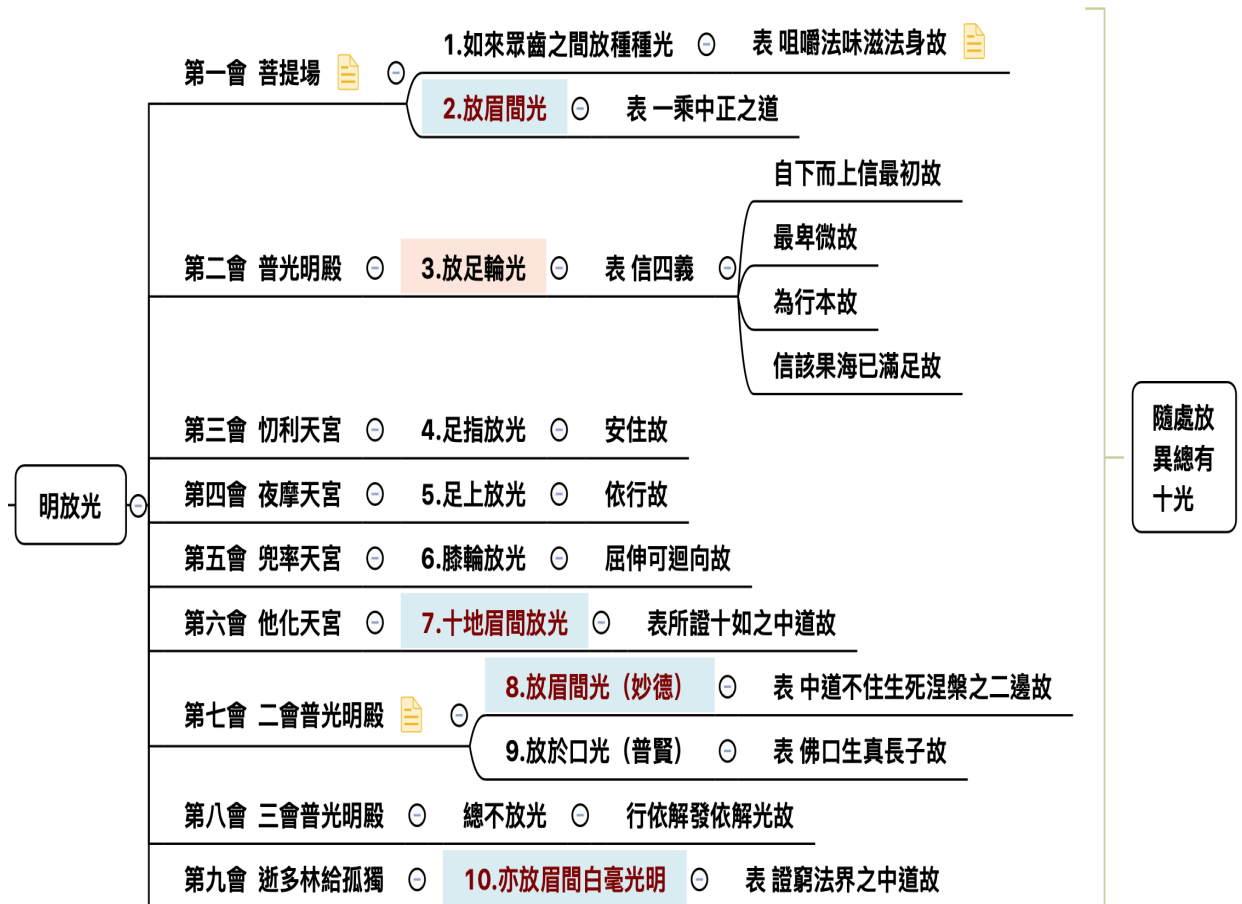 明放光
第一會 菩提場
1.如來眾齒之間放種種光
表 咀嚼法味滋法身故
2.放眉間光
表 一乘中正之道
第二會 普光明殿
3.放足輪光
表 信四義
自下而上信最初故
最卑微故
為行本故
信該果海已滿足故
第三會 忉利天宮
4.足指放光
安住故
第四會 夜摩天宮
5.足上放光
依行故
第五會 兜率天宮
6.膝輪放光
屈伸可迴向故
第六會 他化天宮
7.十地眉間放光
表所證十如之中道故
第七會 二會普光明殿
8.放眉間光（妙德）
表 中道不住生死涅槃之二邊故
9.放於口光（普賢）
表 佛口生真長子故
第八會 三會普光明殿
總不放光
行依解發依解光故
第九會 逝多林給孤獨
10.亦放眉間白毫光明
表 證窮法界之中道故
隨處放
異總有
十光